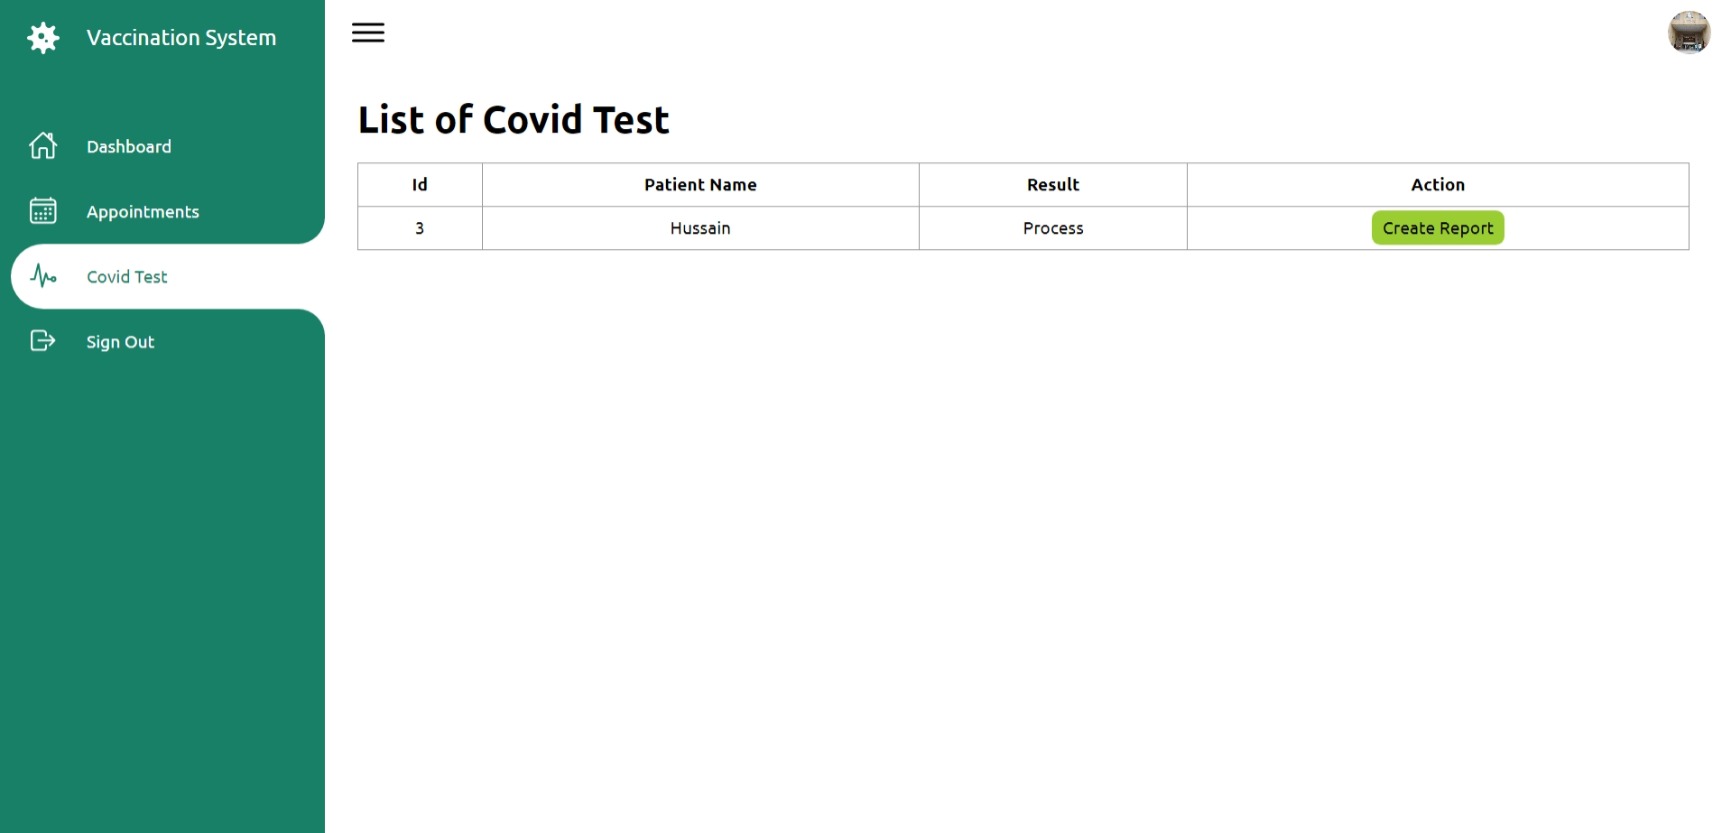 Vaccination System
Dashboard
Appointments
Covid Test
Sign Out
List of Covid Test
Id Patient Name Result Action
3 Hussain Process Create Report